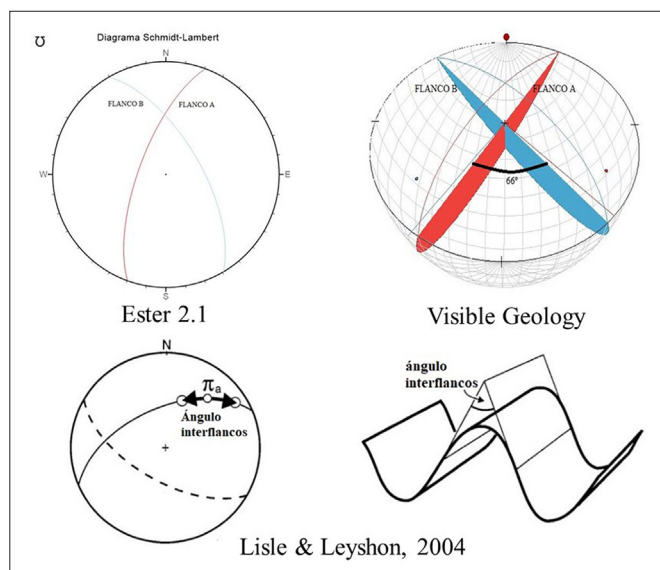 Diagrama Schmidt-Lambert
N
FLANCO B
FLANCO A
W
E
S
Ester 2.1
FLANCO B
FLANCO A
66°
Visible Geology
N
πa
Ángulo
interflancos
ángulo
interflancos
Lisle & Leyshon, 2004